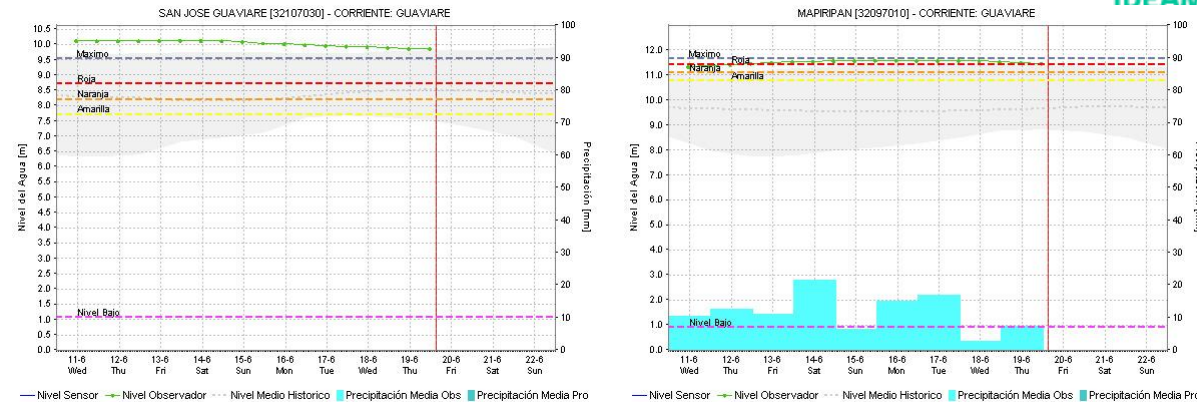 IDEAM
SAN JOSE GUAVIARE [32107030] - CORRIENTE: GUAVIARE
Nivel del Agua [m]
10.5
10.0
9.5
9.0
8.5
8.0
7.5
7.0
6.5
6.0
5.5
5.0
4.5
4.0
3.5
3.0
2.5
2.0
1.5
1.0
0.5
0.0
Maximo
Roja
Naranja
Amarilla
Nivel Bajo
100
90
80
70
60
50
40
30
20
10
0
Precipitación [mm]
11-6 12-6 13-6 14-6 15-6 16-6 17-6 18-6 19-6 20-6 21-6 22-6
Wed Thu Fri Sat Sun Mon Tue Wed Thu Fri Sat Sun
Nivel Sensor Nivel Observador Nivel Medio Historico Precipitación Media Obs Precipitación Media Pro
MAPIRIPAN [32097010] - CORRIENTE: GUAVIARE
Nivel del Agua [m]
12.0
11.0
10.0
9.0
8.0
7.0
6.0
5.0
4.0
3.0
2.0
1.0
0.0
Maximo
Roja
Naranja
Amarilla
Nivel Bajo
100
90
80
70
60
50
40
30
20
10
0
11-6 12-6 13-6 14-6 15-6 16-6 17-6 18-6 19-6 20-6 21-6 22-6
Wed Thu Fri Sat Sun Mon Tue Wed Thu Fri Sat Sun
Nivel Sensor Nivel Observador Nivel Medio Historico Precipitación Media Obs Precipitación Media Pro